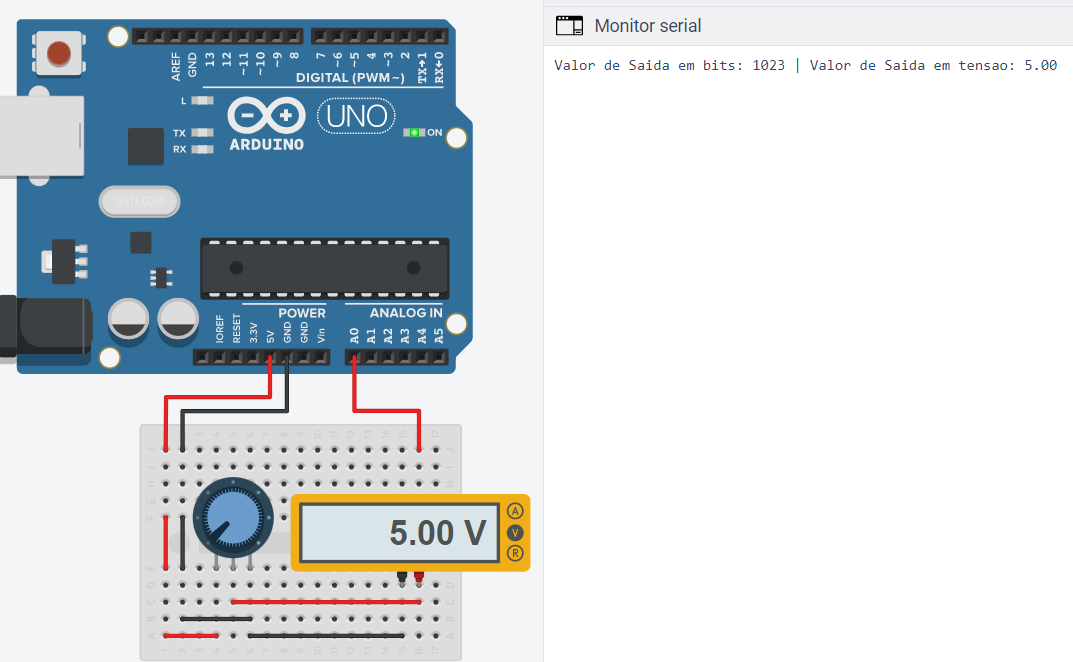 Monitor serial
Valor de Saida em bits: 1023 | Valor de Saida em tensao: 5.00
AREF
GND
13
12
~11
~10
~9
8
7
~6
~5
4
~3
2
TX→1
RX←0
DIGITAL (PWM~)
L
TX
RX
ARDUINO
UNO
ON
SPK16.000G
POWER
ANALOG IN
IOREF
RESET
3.3V
5V
GND
GND
Vin
A0
A1
A2
A3
A4
A5
5.00 V
A
V
R